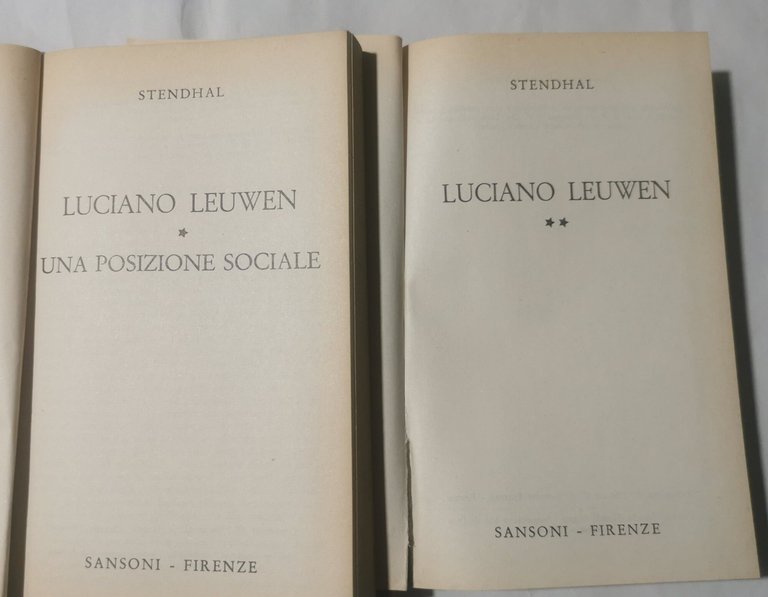 STENDHAL
LUCIANO LEUWEN
*
UNA POSIZIONE SOCIALE
SANSONI - FIRENZE
STENDHAL
LUCIANO LEUWEN
**
SANSONI - FIRENZE